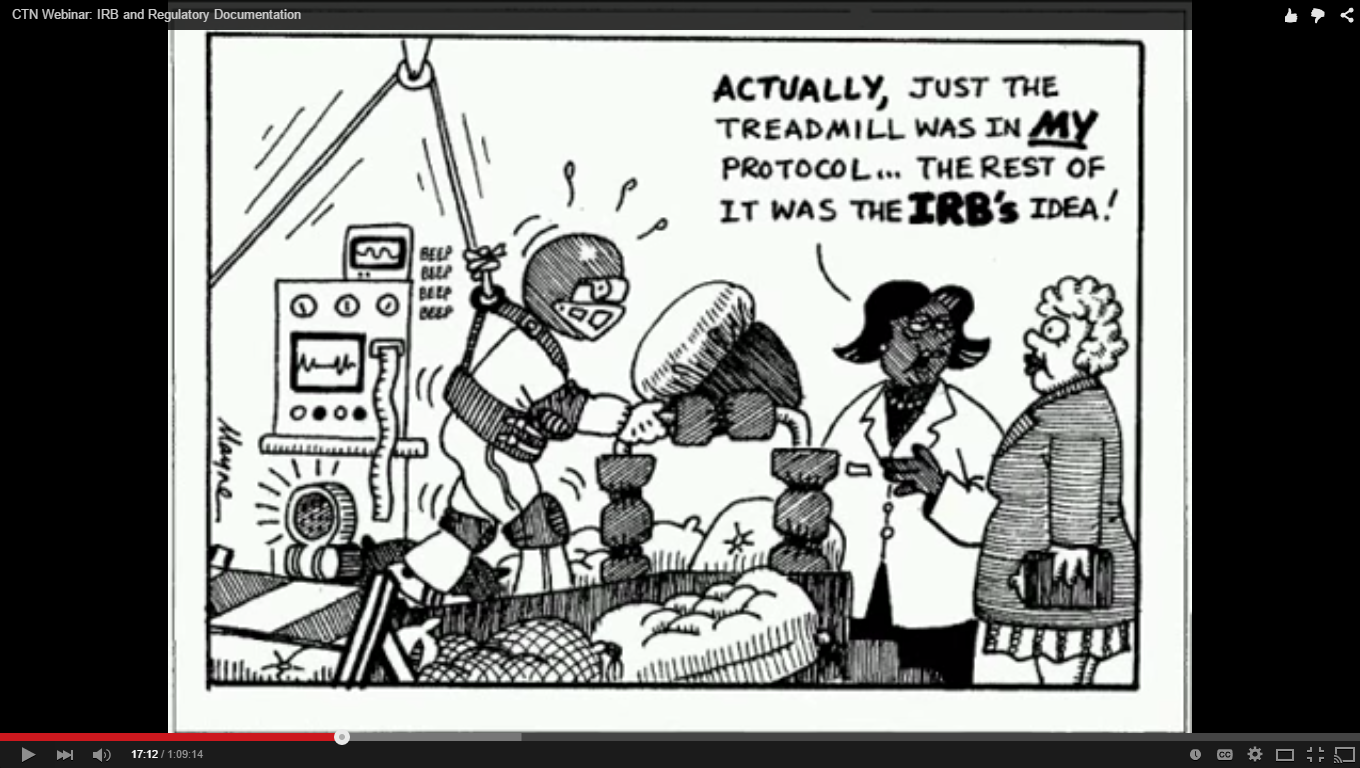 CTN Webinar: IRB and Regulatory Documentation
ACTUALLY, JUST THE
TREADMILL WAS IN MY
PROTOCOL... THE REST OF
IT WAS THE IRB's IDEA!
BEEP
BEEP
BEEP
BEEP
Mayne
17:12 / 1:09:14
CC